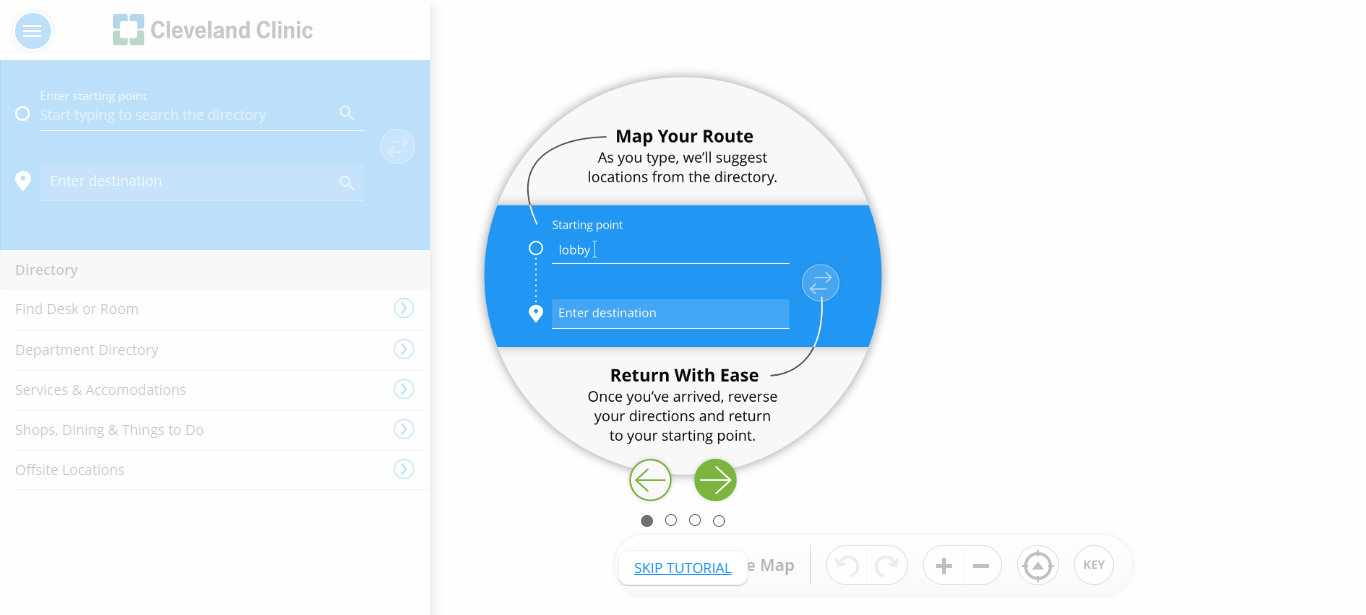 Cleveland Clinic
Enter starting point
Start typing to search the directory
Enter destination
Directory
Find Desk or Room
Department Directory
Services & Accomodations
Shops, Dining & Things to Do
Offsite Locations
Map Your Route
As you type, we'll suggest
locations from the directory.
Starting point
lobby
Enter destination
Return With Ease
Once you've arrived, reverse
your directions and return
to your starting point.
SKIP TUTORIAL
Map
KEY